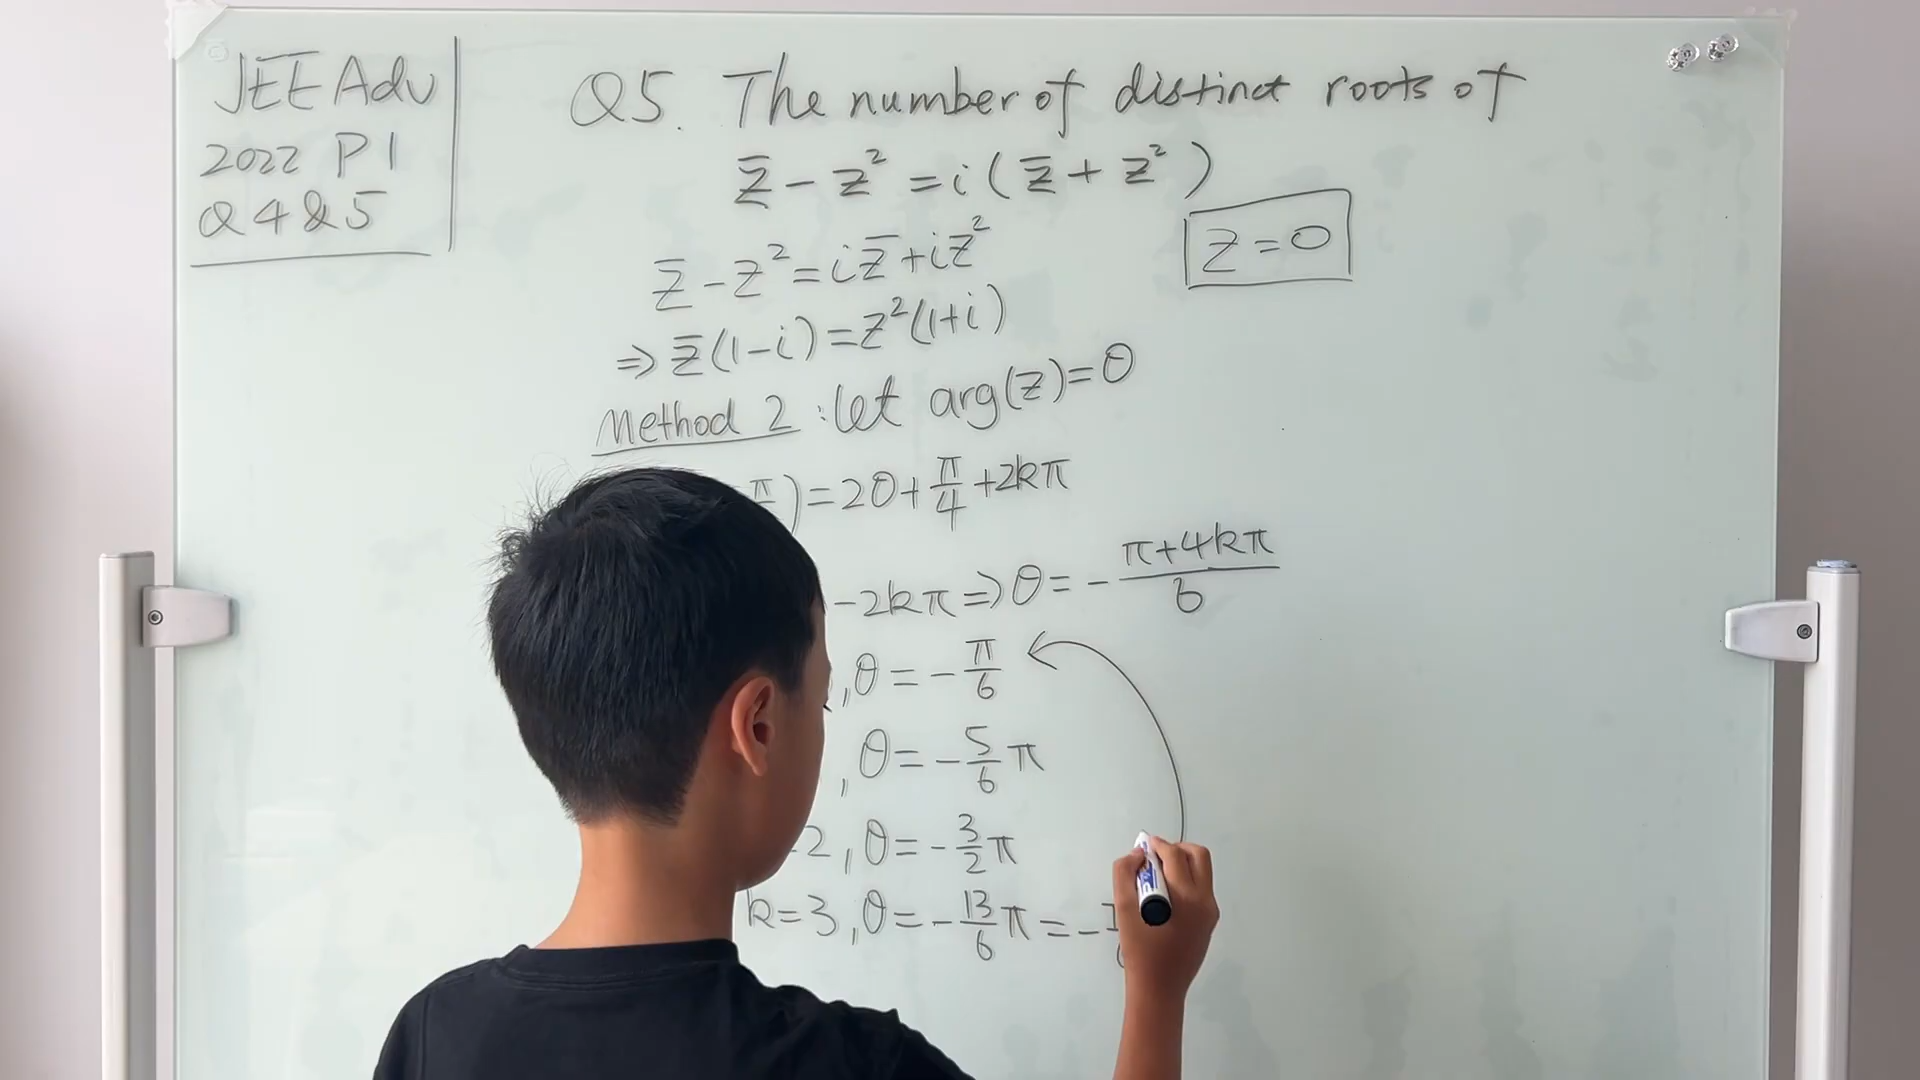 JEE Adv
2022 P1
Q4&5
Q5. The number of distinct roots of
z̅ - z² = i(z̅ + z²)
z = 0
z̅ - z² = iz̅ + iz²
⇒ z̅(1-i) = z²(1+i)
Method 2: let arg(z) = θ
π ) = 2θ + π/4 + 2kπ
-2kπ ⇒ θ = - (π+4kπ)/6
, θ = - π/6
, θ = - 5/6 π
2, θ = - 3/2 π
k=3, θ = - 13/6 π = -